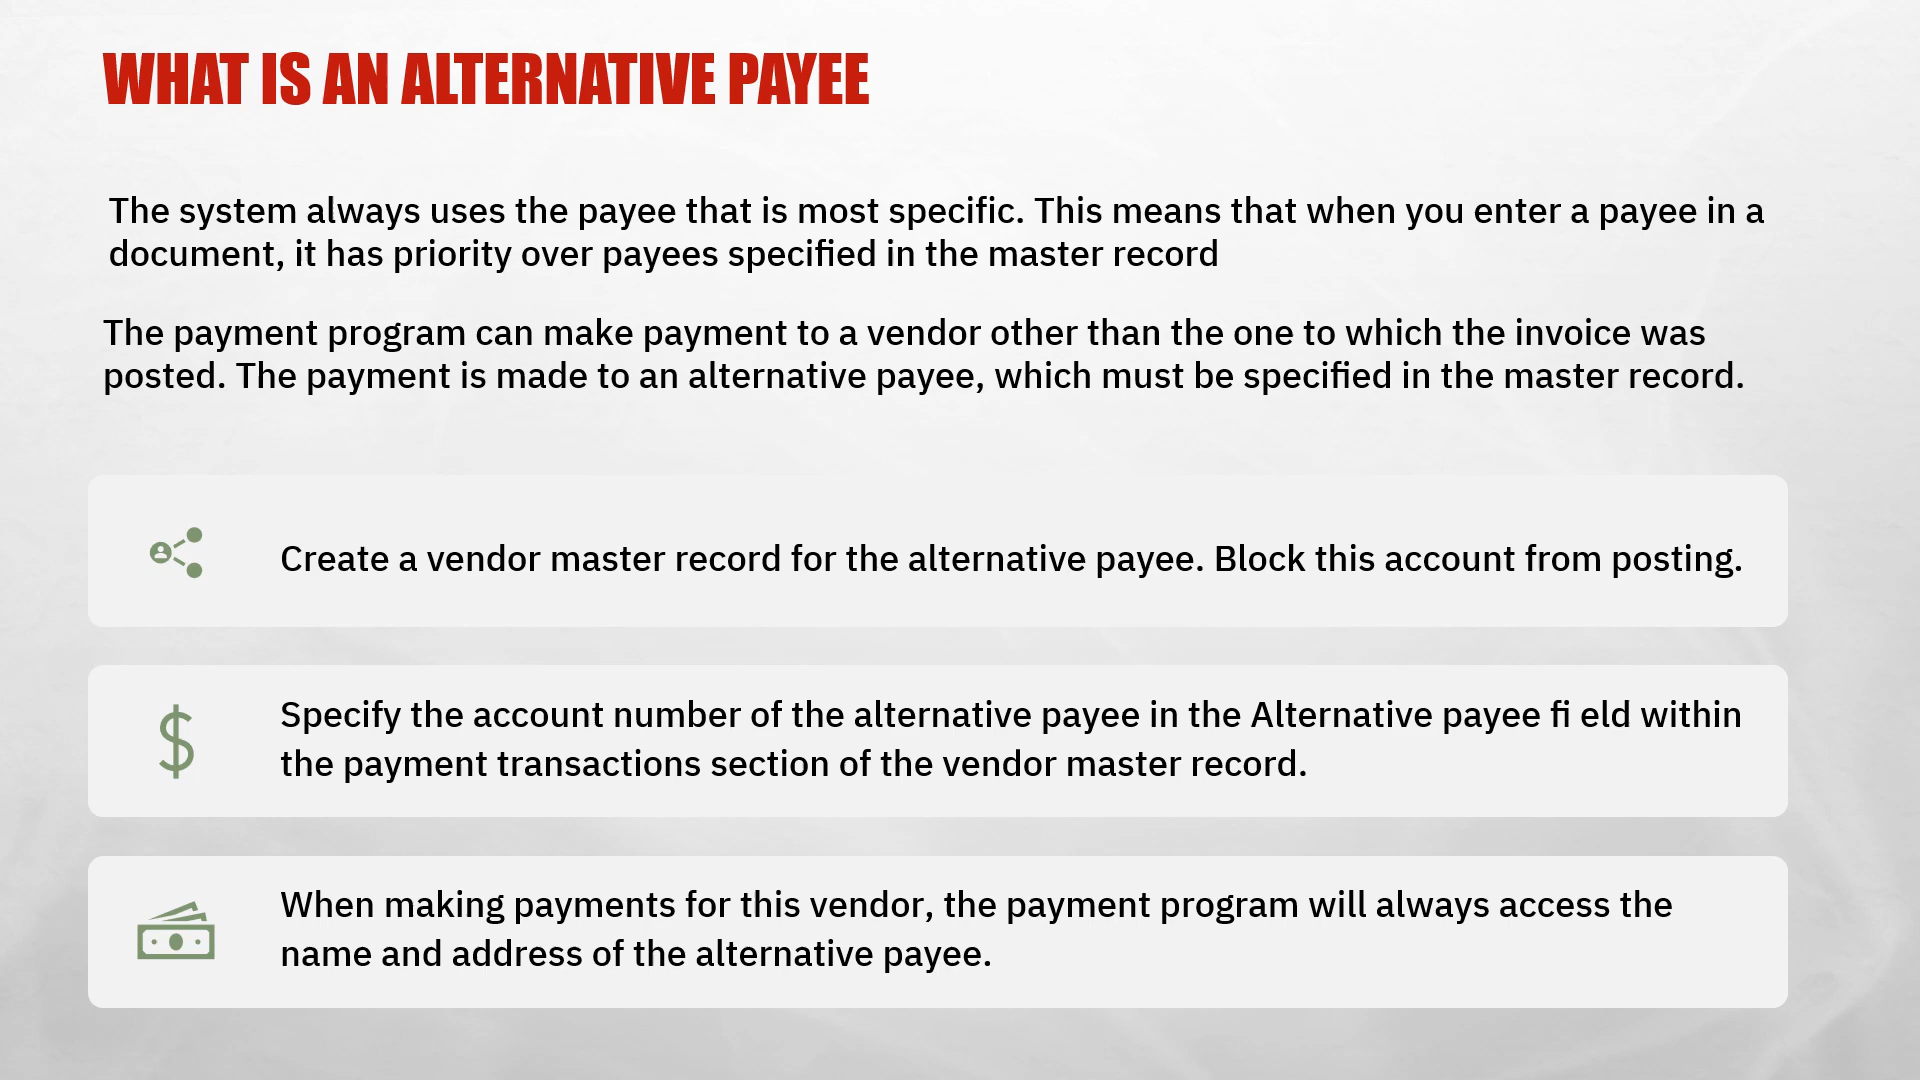 WHAT IS AN ALTERNATIVE PAYEE
The system always uses the payee that is most specific. This means that when you enter a payee in a
document, it has priority over payees specified in the master record
The payment program can make payment to a vendor other than the one to which the invoice was
posted. The payment is made to an alternative payee, which must be specified in the master record.
Create a vendor master record for the alternative payee. Block this account from posting.
Specify the account number of the alternative payee in the Alternative payee fi eld within
the payment transactions section of the vendor master record.
When making payments for this vendor, the payment program will always access the
name and address of the alternative payee.